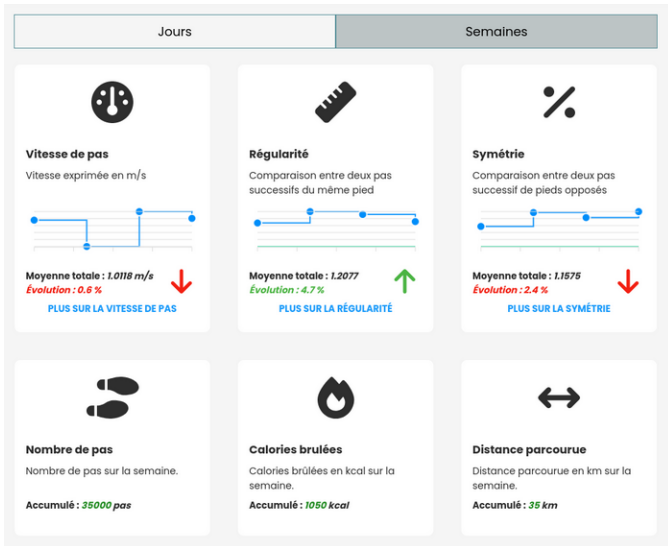 Jours
Semaines
Vitesse de pas
Vitesse exprimée en m/s
Moyenne totale : 1.0118 m/s
Évolution : 0.6 %
PLUS SUR LA VITESSE DE PAS
Régularité
Comparaison entre deux pas
successifs du même pied
Moyenne totale : 1.2077
Évolution : 4.7 %
PLUS SUR LA RÉGULARITÉ
Symétrie
Comparaison entre deux pas
successif de pieds opposés
Moyenne totale : 1.1575
Évolution : 2.4 %
PLUS SUR LA SYMÉTRIE
Nombre de pas
Nombre de pas sur la semaine.
Accumulé : 35000 pas
Calories brulées
Calories brûlées en kcal sur la
semaine.
Accumulé : 1050 kcal
Distance parcourue
Distance parcourue en km sur la
semaine.
Accumulé : 35 km